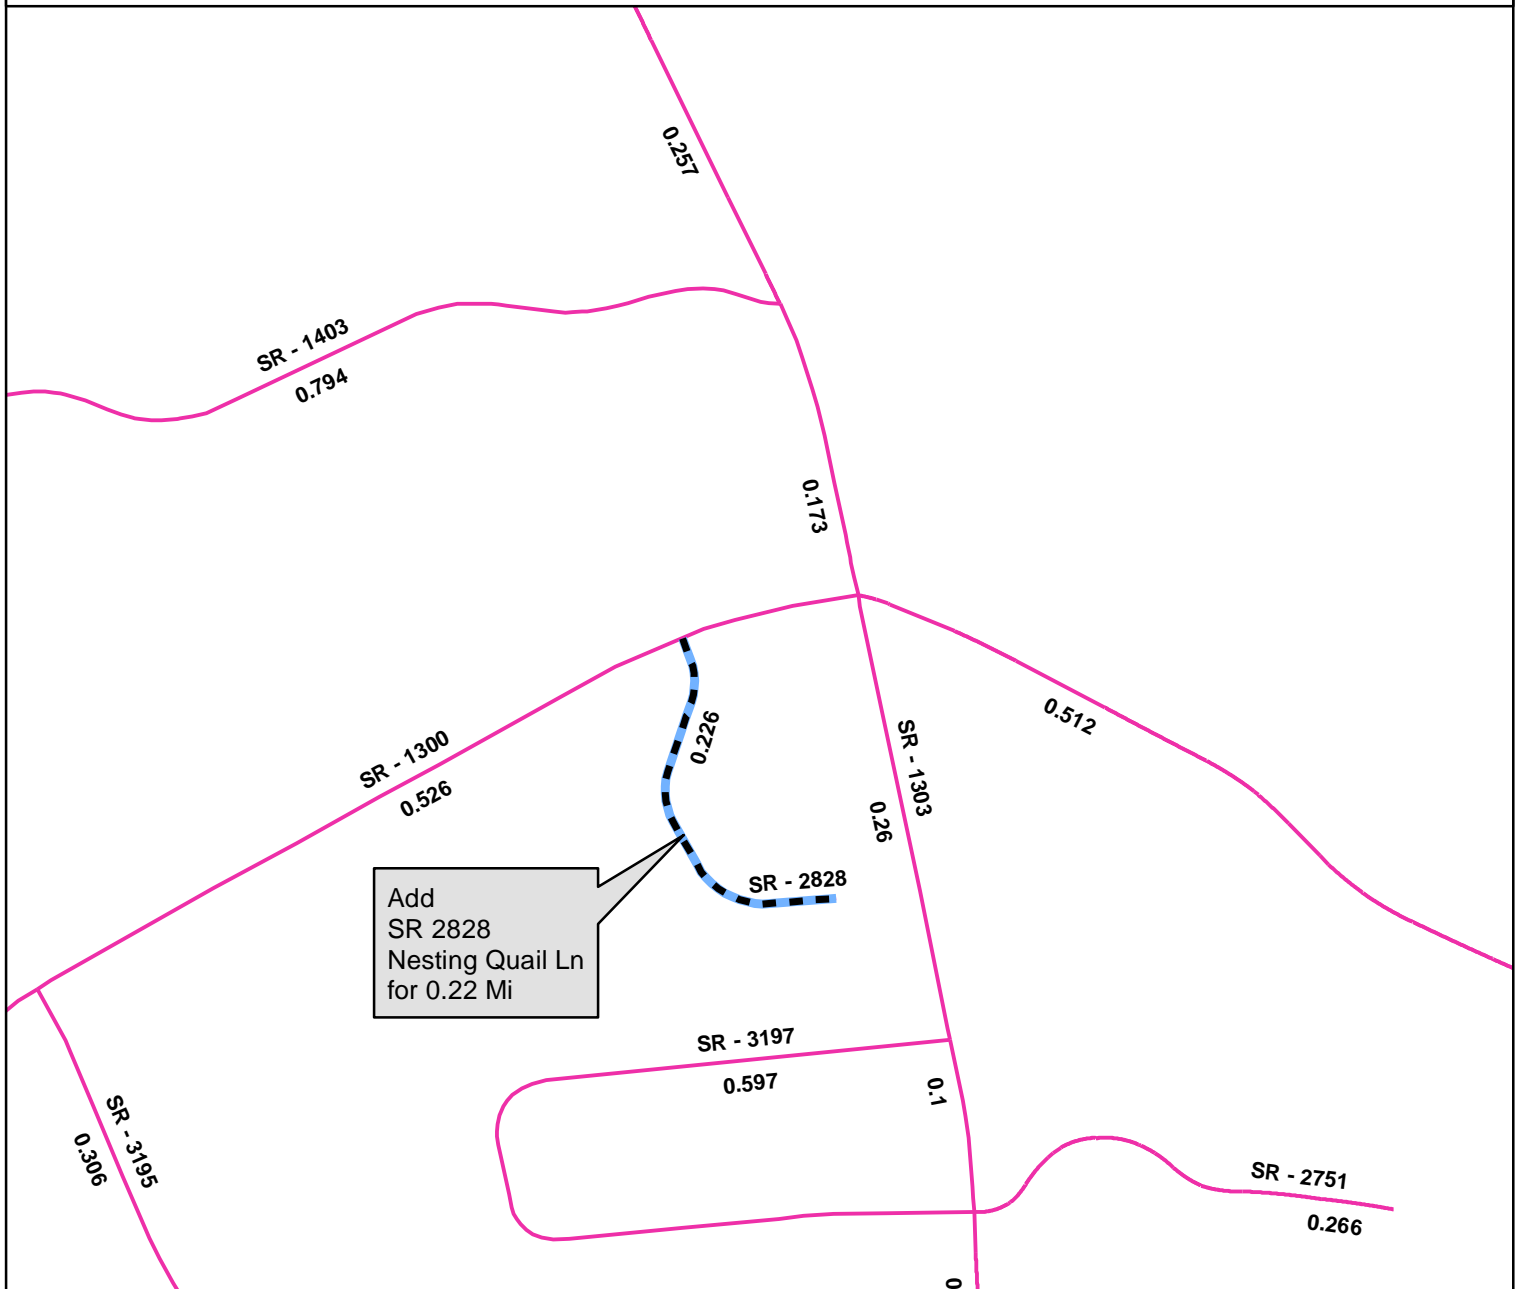 0.257
SR - 1403
0.794
0.173
0.512
0.226
SR - 1300
0.526
SR - 1303
0.26
SR - 2828
Add
SR 2828
Nesting Quail Ln
for 0.22 Mi
SR - 3197
0.597
0.1
SR - 3195
0.306
SR - 2751
0.266
0